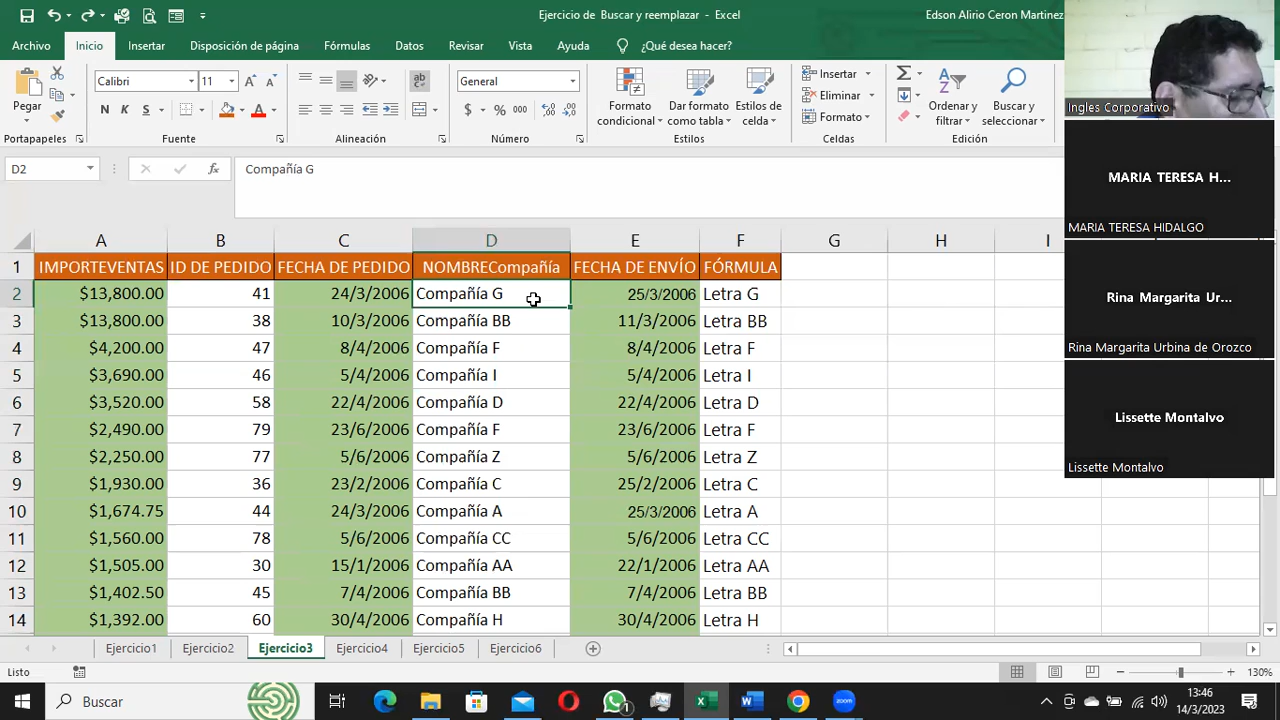 Ejercicio de Buscar y reemplazar - Excel
Edson Alirio Ceron Martinez
Archivo Inicio Insertar Disposición de página Fórmulas Datos Revisar Vista Ayuda ¿Qué desea hacer?
Pegar
Calibri 11
N K S
ab
General
$ % 000
Formato condicional
Dar formato como tabla
Estilos de celda
Insertar
Eliminar
Formato
Ordenar y filtrar
Buscar y seleccionar
Portapapeles Fuente Alineación Número Estilos Celdas Edición
D2 fx Compañía G
A B C D E F G H I
1 IMPORTEVENTAS ID DE PEDIDO FECHA DE PEDIDO NOMBRECompañía FECHA DE ENVÍO FÓRMULA
2 $13,800.00 41 24/3/2006 Compañía G 25/3/2006 Letra G
3 $13,800.00 38 10/3/2006 Compañía BB 11/3/2006 Letra BB
4 $4,200.00 47 8/4/2006 Compañía F 8/4/2006 Letra F
5 $3,690.00 46 5/4/2006 Compañía I 5/4/2006 Letra I
6 $3,520.00 58 22/4/2006 Compañía D 22/4/2006 Letra D
7 $2,490.00 79 23/6/2006 Compañía F 23/6/2006 Letra F
8 $2,250.00 77 5/6/2006 Compañía Z 5/6/2006 Letra Z
9 $1,930.00 36 23/2/2006 Compañía C 25/2/2006 Letra C
10 $1,674.75 44 24/3/2006 Compañía A 25/3/2006 Letra A
11 $1,560.00 78 5/6/2006 Compañía CC 5/6/2006 Letra CC
12 $1,505.00 30 15/1/2006 Compañía AA 22/1/2006 Letra AA
13 $1,402.50 45 7/4/2006 Compañía BB 7/4/2006 Letra BB
14 $1,392.00 60 30/4/2006 Compañía H 30/4/2006 Letra H
Ejercicio1 Ejercicio2 Ejercicio3 Ejercicio4 Ejercicio5 Ejercicio6
Listo
130%
Buscar
1
zoom
13:46
14/3/2023
Ingles Corporativo
MARIA TERESA H...
MARIA TERESA HIDALGO
Rina Margarita Ur...
Rina Margarita Urbina de Orozco
Lissette Montalvo
Lissette Montalvo